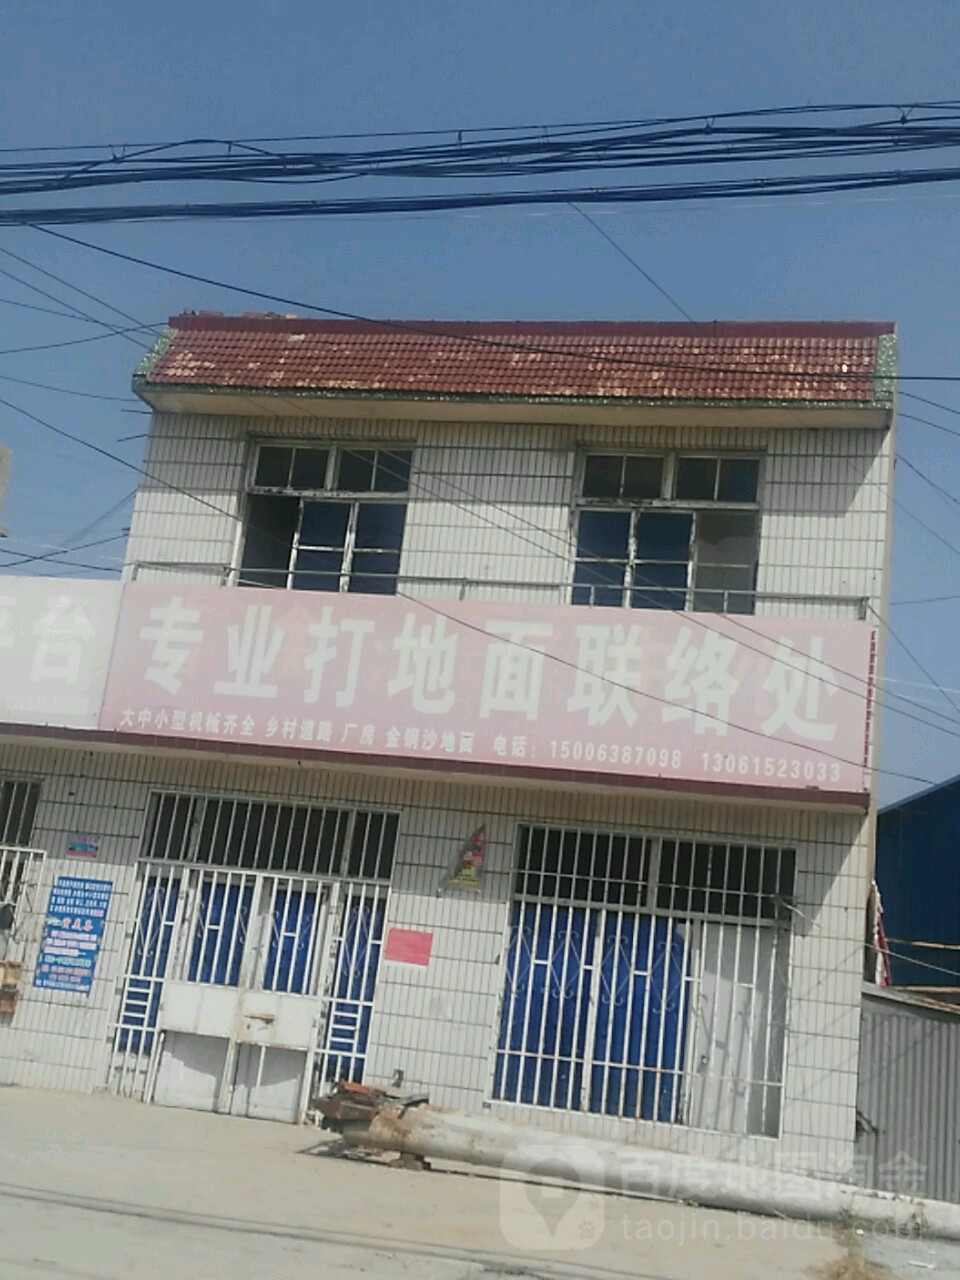 台
专业打地面联络处
大中小型机械齐全 乡村道路 厂房 金钢沙地面 电话：15006387098 13061523033
百度地图淘金
taojin.baidu.com